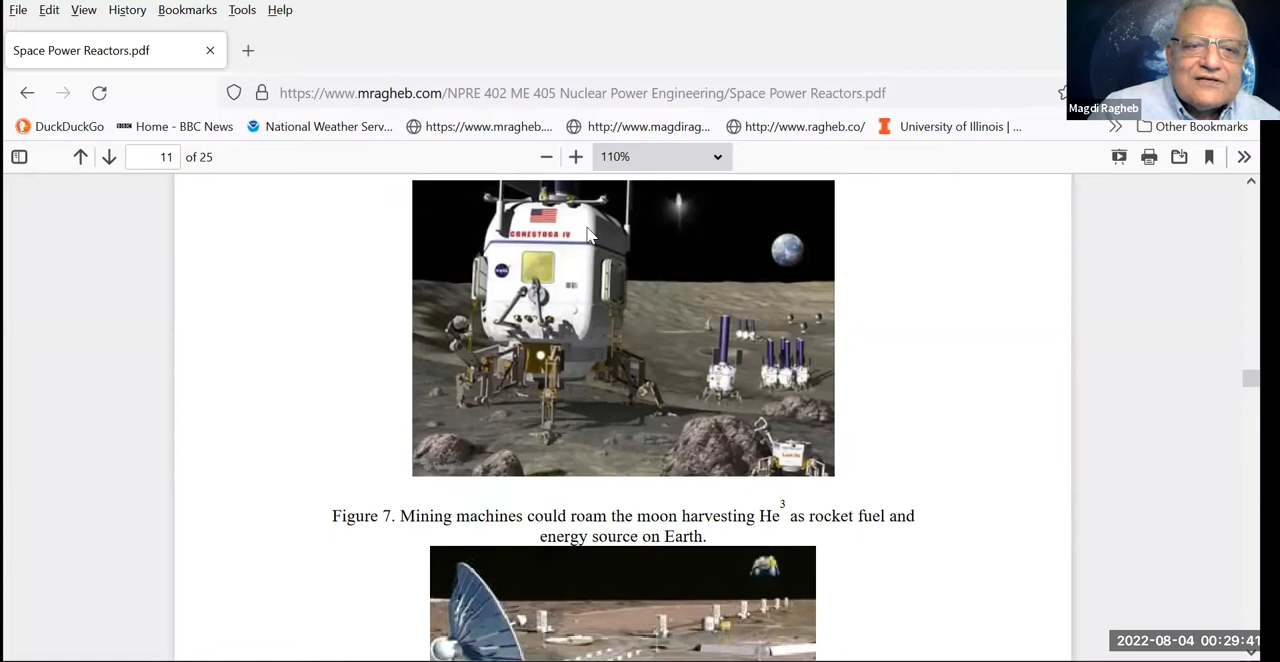 File Edit View History Bookmarks Tools Help
Space Power Reactors.pdf
https://www.mragheb.com/NPRE 402 ME 405 Nuclear Power Engineering/Space Power Reactors.pdf
Magdi Ragheb
DuckDuckGo
BBC Home - BBC News
National Weather Serv...
https://www.mragheb....
http://www.magdirag...
http://www.ragheb.co/
University of Illinois | ...
Other Bookmarks
11 of 25
110%
CONESTOGA IV
NASA
Figure 7. Mining machines could roam the moon harvesting He³ as rocket fuel and
energy source on Earth.
2022-08-04 00:29:41